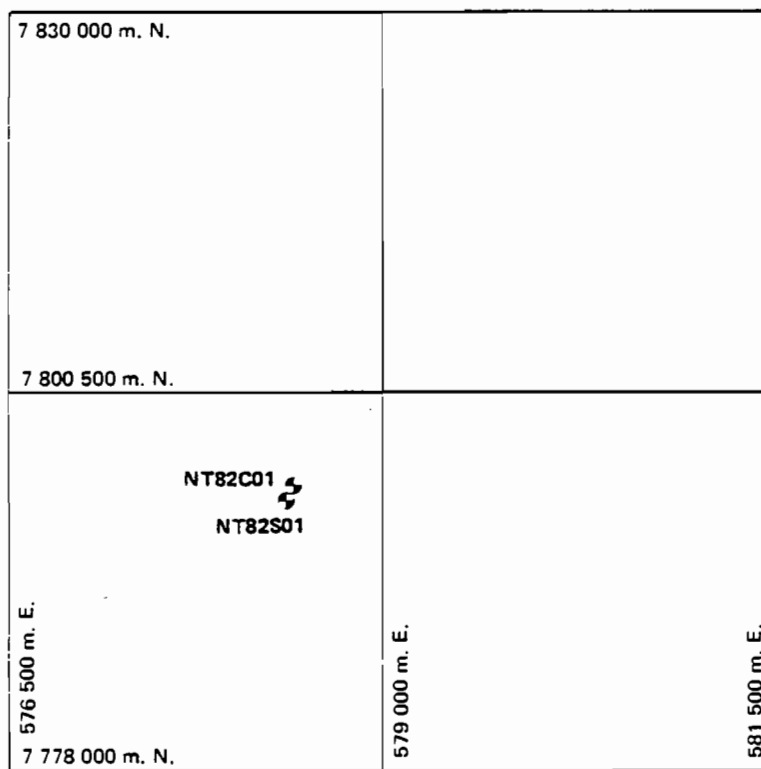 7 830 000 m. N.
7 800 500 m. N.
NT82C01
NT82S01
576 500 m. E.
579 000 m. E.
581 500 m. E.
7 778 000 m. N.